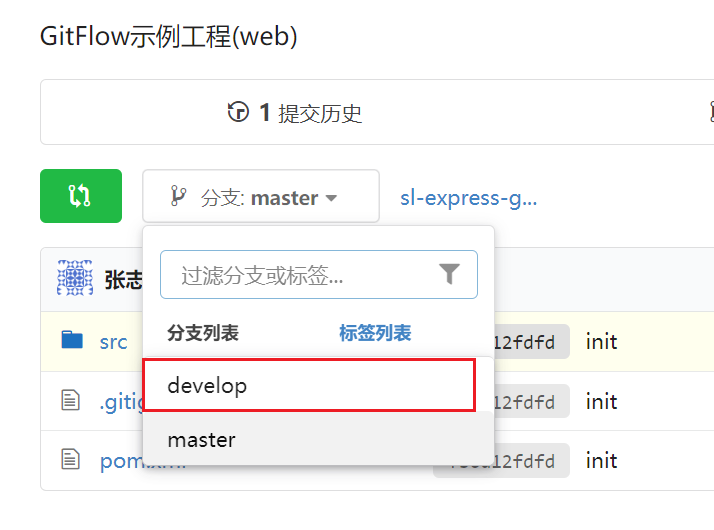 GitFlow示例工程(web)
1 提交历史
分支: master
sl-express-g...
过滤分支或标签...
张志
分支列表 标签列表
src 12fdfd init
develop
.gitig 12fdfd init
master
pom.xml 12fdfd init